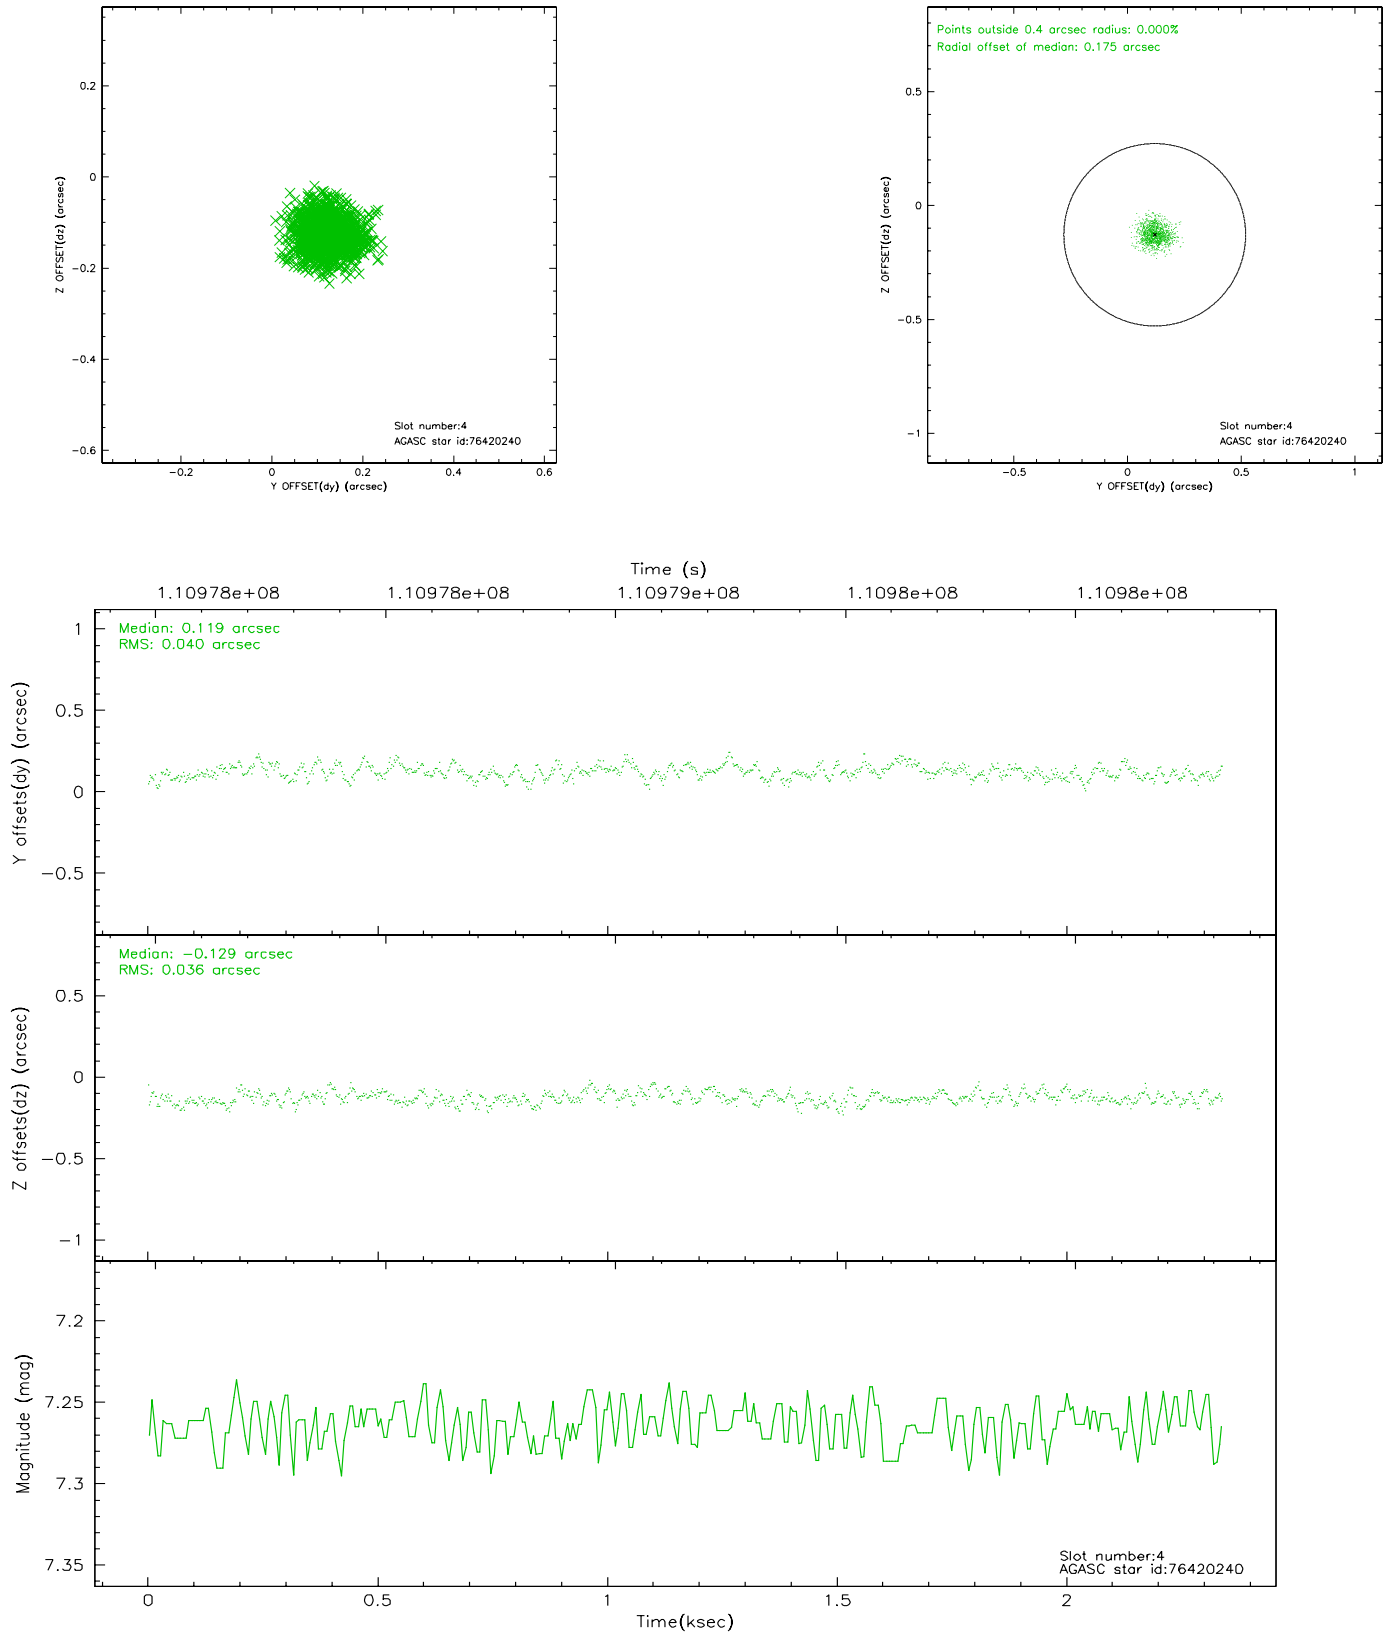 0.2
0
−0.2
−0.4
−0.6
Z OFFSET(dz) (arcsec)
Slot number:4
AGASC star id:76420240
−0.2 0 0.2 0.4 0.6
Y OFFSET(dy) (arcsec)
Points outside 0.4 arcsec radius: 0.000%
Radial offset of median: 0.175 arcsec
0.5
0
−0.5
−1
Z OFFSET(dz) (arcsec)
Slot number:4
AGASC star id:76420240
−0.5 0 0.5 1
Y OFFSET(dy) (arcsec)
Time (s)
1.10978e+08 1.10978e+08 1.10979e+08 1.1098e+08 1.1098e+08
Median: 0.119 arcsec
RMS: 0.040 arcsec
1
0.5
0
−0.5
Y offsets(dy) (arcsec)
Median: −0.129 arcsec
RMS: 0.036 arcsec
0.5
0
−0.5
−1
Z offsets(dz) (arcsec)
7.2
7.25
7.3
7.35
Magnitude (mag)
Slot number:4
AGASC star id:76420240
0 0.5 1 1.5 2
Time(ksec)